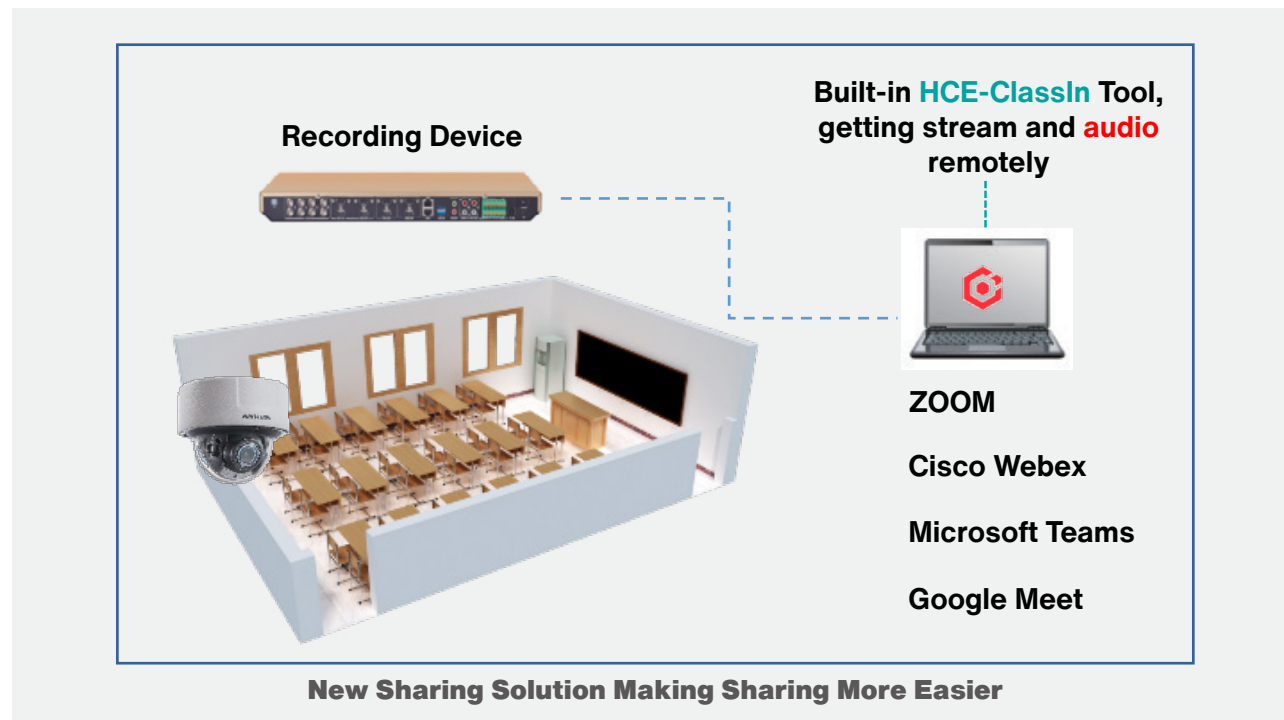 Built-in HCE-ClassIn Tool,
getting stream and audio
remotely
Recording Device
HIKVISION
ZOOM
Cisco Webex
Microsoft Teams
Google Meet
New Sharing Solution Making Sharing More Easier